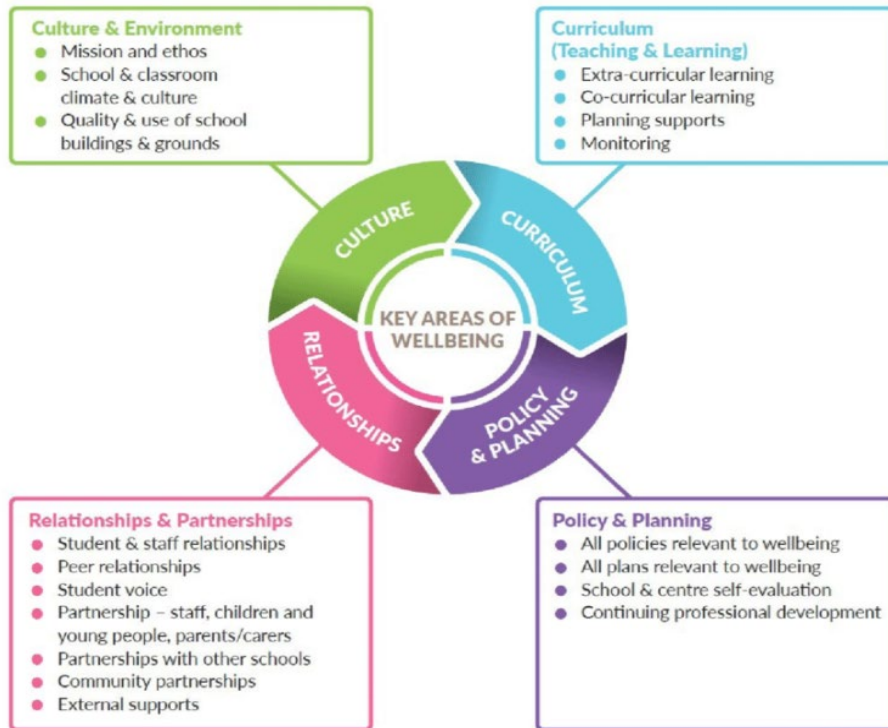 Culture & Environment
Mission and ethos
School & classroom
climate & culture
Quality & use of school
buildings & grounds
Curriculum
(Teaching & Learning)
Extra-curricular learning
Co-curricular learning
Planning supports
Monitoring
CULTURE
CURRICULUM
KEY AREAS OF
WELLBEING
RELATIONSHIPS
POLICY
& PLANNING
Relationships & Partnerships
Student & staff relationships
Peer relationships
Student voice
Partnership – staff, children and
young people, parents/carers
Partnerships with other schools
Community partnerships
External supports
Policy & Planning
All policies relevant to wellbeing
All plans relevant to wellbeing
School & centre self-evaluation
Continuing professional development